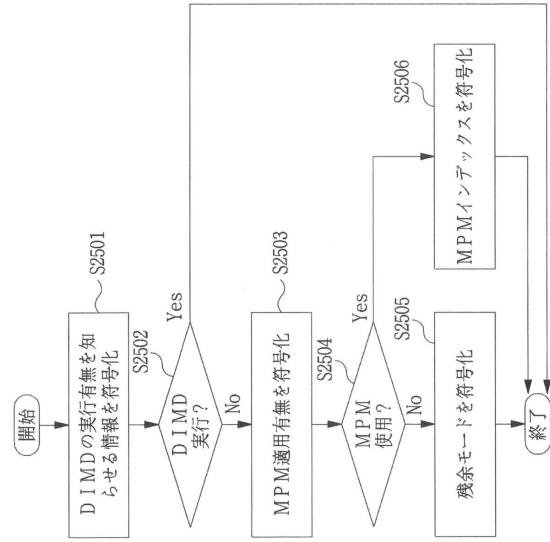 開始
DIMDの実行有無を知
らせる情報を符号化
S2501
DIMD
実行?
S2502
Yes
No
MPM適用有無を符号化
S2503
MPM
使用?
S2504
Yes
No
残余モードを符号化
S2505
MPMインデックスを符号化
S2506
終了